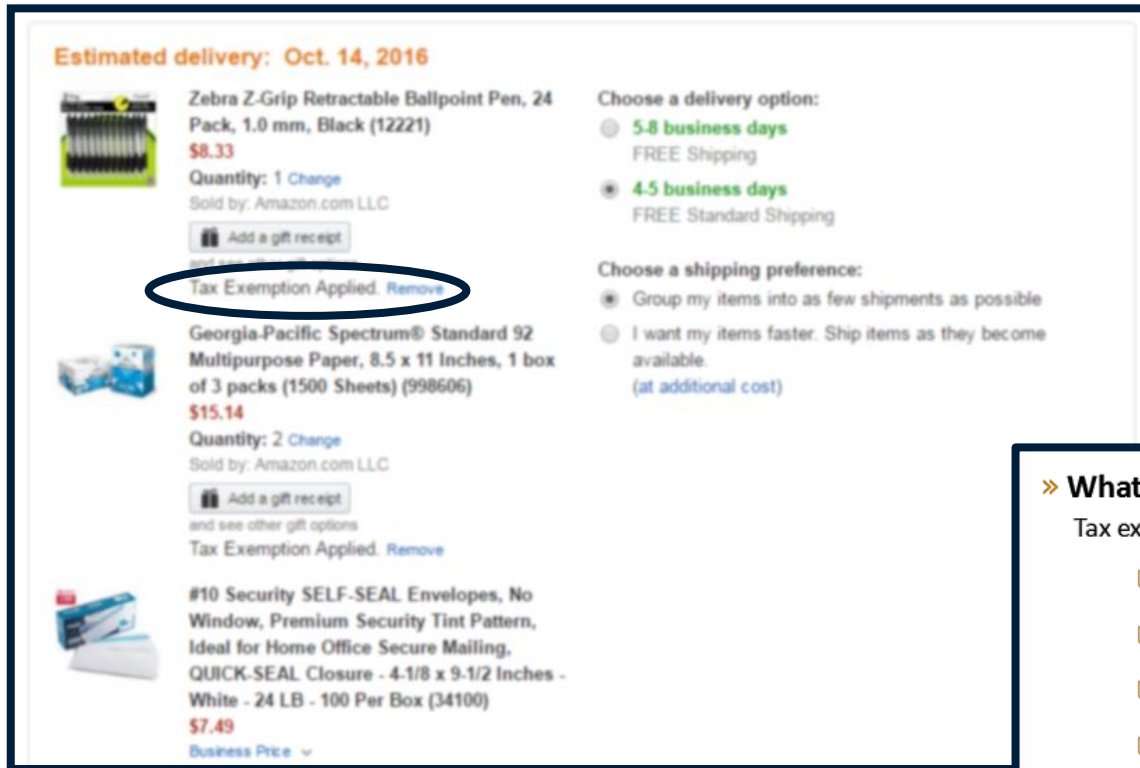 Estimated delivery: Oct. 14, 2016
Zebra Z-Grip Retractable Ballpoint Pen, 24
Pack, 1.0 mm, Black (12221)
$8.33
Quantity: 1 Change
Sold by: Amazon.com LLC
Add a gift receipt
and see other gift options
Tax Exemption Applied. Remove
Georgia-Pacific Spectrum® Standard 92
Multipurpose Paper, 8.5 x 11 Inches, 1 box
of 3 packs (1500 Sheets) (998606)
$15.14
Quantity: 2 Change
Sold by: Amazon.com LLC
Add a gift receipt
and see other gift options
Tax Exemption Applied. Remove
#10 Security SELF-SEAL Envelopes, No
Window, Premium Security Tint Pattern,
Ideal for Home Office Secure Mailing,
QUICK-SEAL Closure - 4-1/8 x 9-1/2 Inches -
White - 24 LB - 100 Per Box (34100)
$7.49
Business Price
Choose a delivery option:
5-8 business days
FREE Shipping
4-5 business days
FREE Standard Shipping
Choose a shipping preference:
Group my items into as few shipments as possible
I want my items faster. Ship items as they become
available.
(at additional cost)
» What
Tax ex